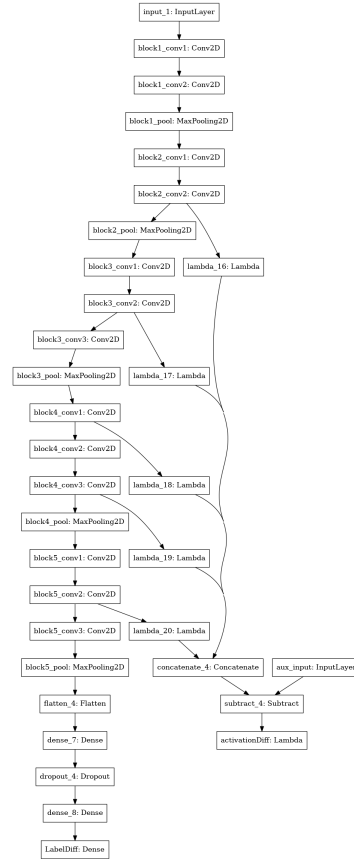 input_1: InputLayer
block1_conv1: Conv2D
block1_conv2: Conv2D
block1_pool: MaxPooling2D
block2_conv1: Conv2D
block2_conv2: Conv2D
block2_pool: MaxPooling2D
block3_conv1: Conv2D
lambda_16: Lambda
block3_conv2: Conv2D
block3_conv3: Conv2D
block3_pool: MaxPooling2D
lambda_17: Lambda
block4_conv1: Conv2D
block4_conv2: Conv2D
block4_conv3: Conv2D
lambda_18: Lambda
block4_pool: MaxPooling2D
block5_conv1: Conv2D
lambda_19: Lambda
block5_conv2: Conv2D
block5_conv3: Conv2D
lambda_20: Lambda
block5_pool: MaxPooling2D
concatenate_4: Concatenate
aux_input: InputLayer
flatten_4: Flatten
subtract_4: Subtract
dense_7: Dense
activationDiff: Lambda
dropout_4: Dropout
dense_8: Dense
LabelDiff: Dense